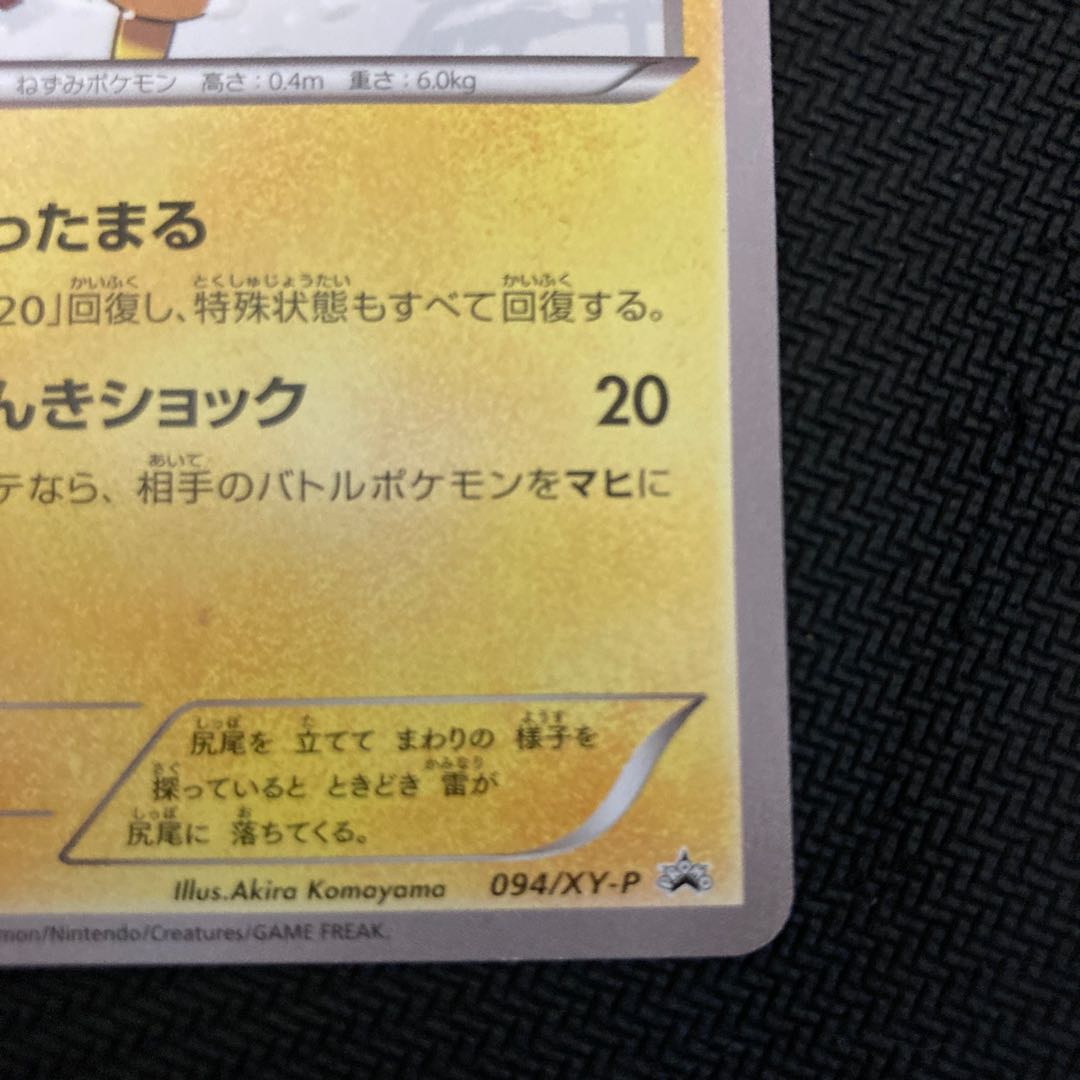 ねずみポケモン 高さ:0.4m 重さ:6.0kg
ったまる
かいふく とくしゅじょうたい かいふく
20」回復し、特殊状態もすべて回復する。
んきショック 20
あいて
テなら、相手のバトルポケモンをマヒに
しっぽ た ようす
尻尾を 立てて まわりの 様子を
さぐ かみなり
探っていると ときどき 雷が
しっぽ お
尻尾に 落ちてくる。
Illus.Akira Komayama 094/XY-P
mon/Nintendo/Creatures/GAME FREAK.